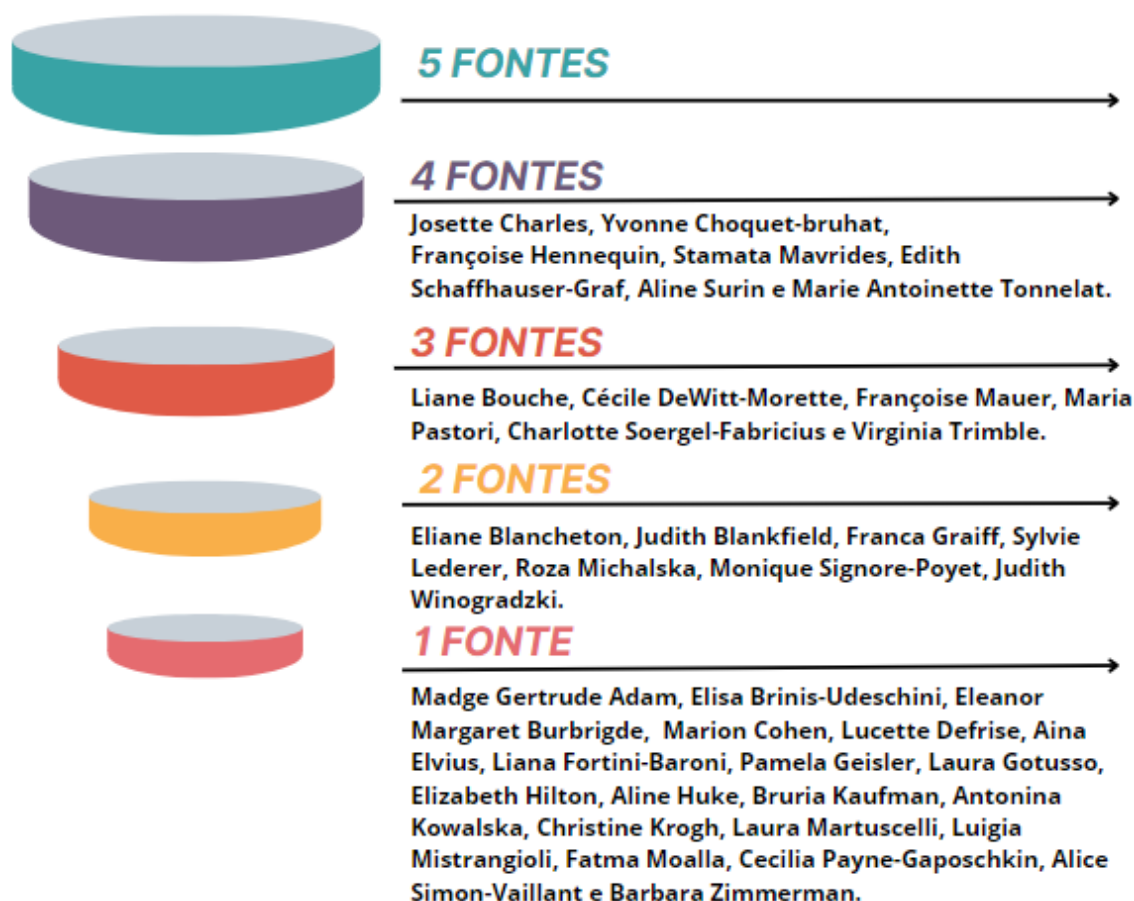 5 FONTES
4 FONTES
Josette Charles, Yvonne Choquet-bruhat,
Françoise Hennequin, Stamata Mavrides, Edith
Schaffhauser-Graf, Aline Surin e Marie Antoinette Tonnelat.
3 FONTES
Liane Bouche, Cécile DeWitt-Morette, Françoise Mauer, Maria
Pastori, Charlotte Soergel-Fabricius e Virginia Trimble.
2 FONTES
Eliane Blancheton, Judith Blankfield, Franca Graiff, Sylvie
Lederer, Roza Michalska, Monique Signore-Poyet, Judith
Winogradzki.
1 FONTE
Madge Gertrude Adam, Elisa Brinis-Udeschini, Eleanor
Margaret Burbrigde, Marion Cohen, Lucette Defrise, Aina
Elvius, Liana Fortini-Baroni, Pamela Geisler, Laura Gotusso,
Elizabeth Hilton, Aline Huke, Bruria Kaufman, Antonina
Kowalska, Christine Krogh, Laura Martuscelli, Luigia
Mistrangioli, Fatma Moalla, Cecilia Payne-Gaposchkin, Alice
Simon-Vaillant e Barbara Zimmerman.